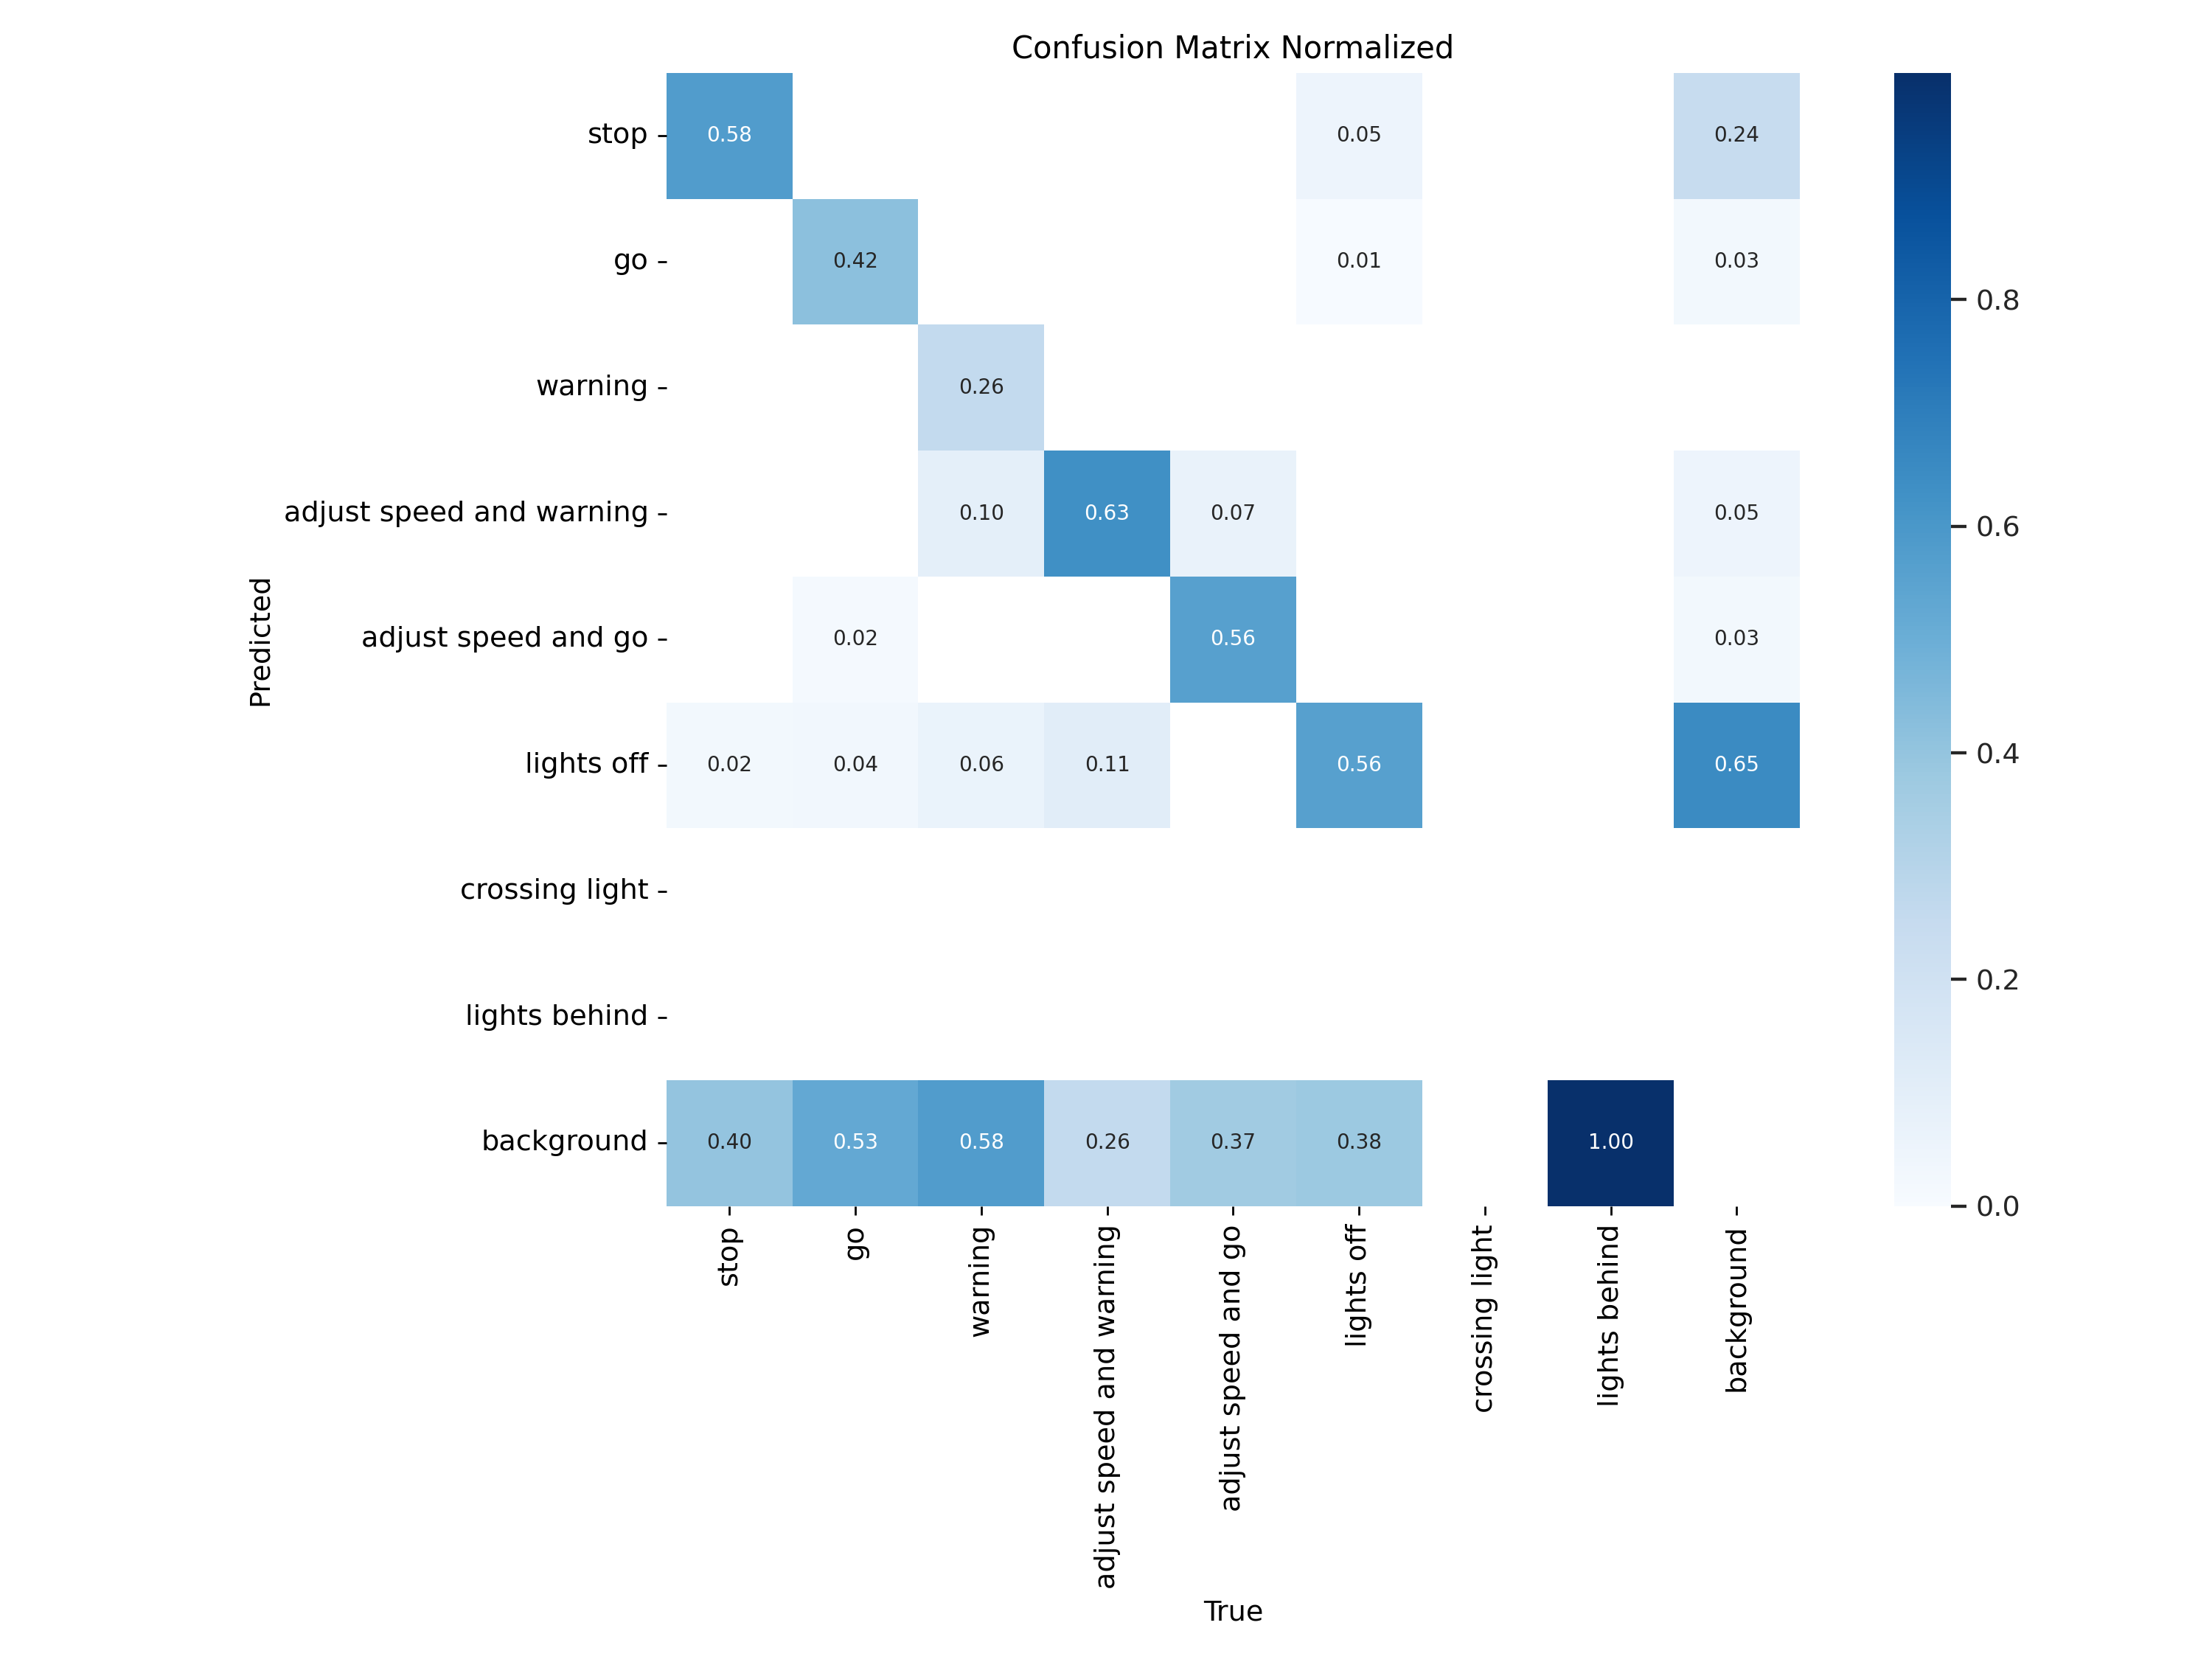 Confusion Matrix Normalized
stop
0.58
0.05
0.24
go
0.42
0.01
0.03
0.8
warning
0.26
adjust speed and warning
0.10
0.63
0.07
0.05
0.6
Predicted
adjust speed and go
0.02
0.56
0.03
lights off
0.02
0.04
0.06
0.11
0.56
0.65
0.4
crossing light
0.2
lights behind
background
0.40
0.53
0.58
0.26
0.37
0.38
1.00
0.0
stop
go
warning
adjust speed and warning
adjust speed and go
lights off
crossing light
lights behind
background
True